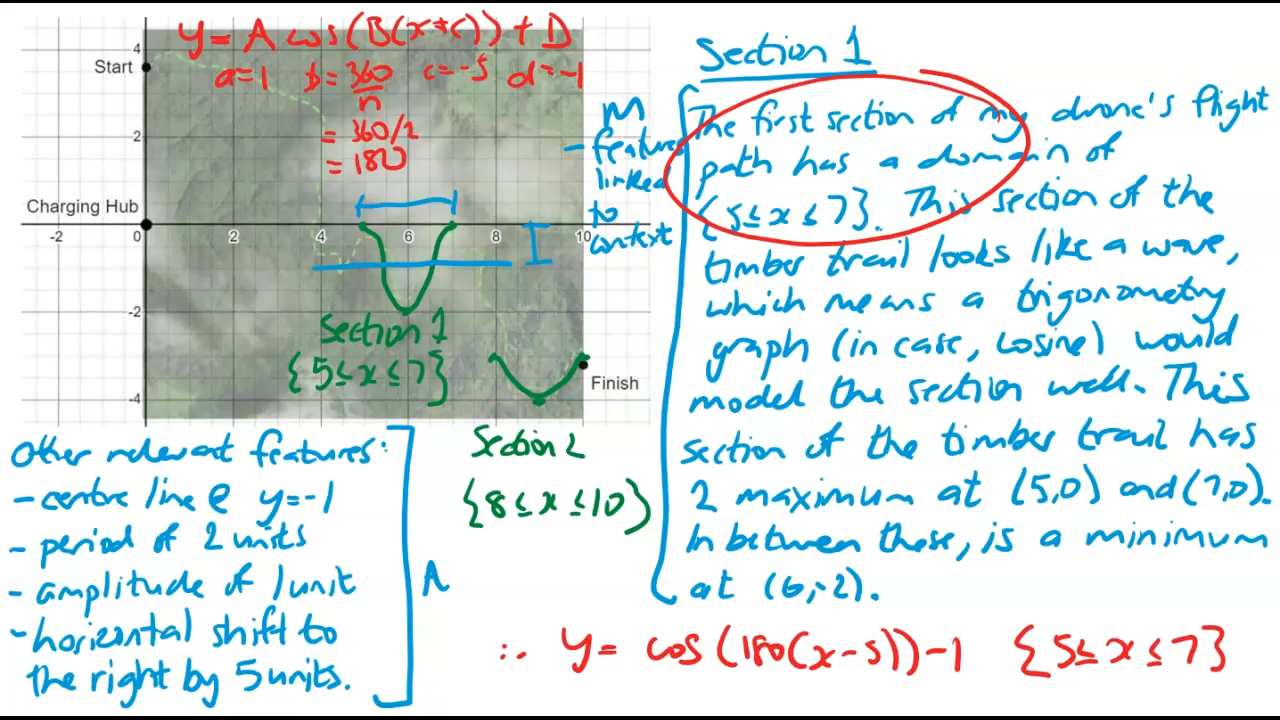 y = A cos(B(x+c)) + D
a=1 b=360/n c=-5 d=-1
= 360/2
= 180
4
Start
2
Charging Hub
-2 0 2 4 6 8 10
-2
Section 1
{5≤x≤7}
Finish
-4
M
- features
linked
to
context
Section 1
The first section of my drone's flight
path has a domain of
{5≤x≤7}. This section of the
timber trail looks like a wave,
which means a trigonometry
graph (in case, cosine) would
model the section well. This
section of the timber trail has
2 maximum at (5,0) and (7,0).
In between these, is a minimum
at (6,-2).
Other relevant features:
- centre line @ y=-1
- period of 2 units
- amplitude of 1 unit
- horizontal shift to
the right by 5 units.
A
Section 2
{8≤x≤10}
∴ y = cos(180(x-5))-1 {5≤x≤7}